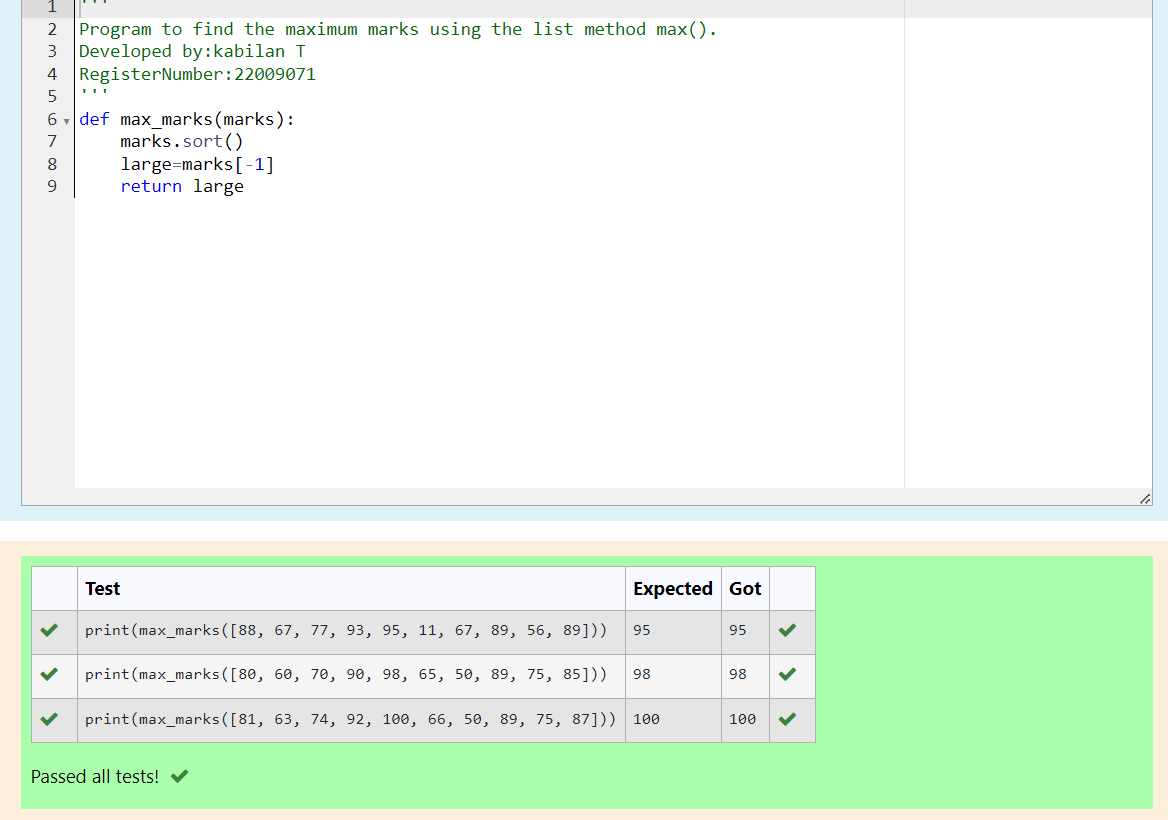 1 '''
2 Program to find the maximum marks using the list method max().
3 Developed by:kabilan T
4 RegisterNumber:22009071
5 '''
6 def max_marks(marks):
7     marks.sort()
8     large=marks[-1]
9     return large
Test Expected Got
print(max_marks([88, 67, 77, 93, 95, 11, 67, 89, 56, 89])) 95 95
print(max_marks([80, 60, 70, 90, 98, 65, 50, 89, 75, 85])) 98 98
print(max_marks([81, 63, 74, 92, 100, 66, 50, 89, 75, 87])) 100 100
Passed all tests!